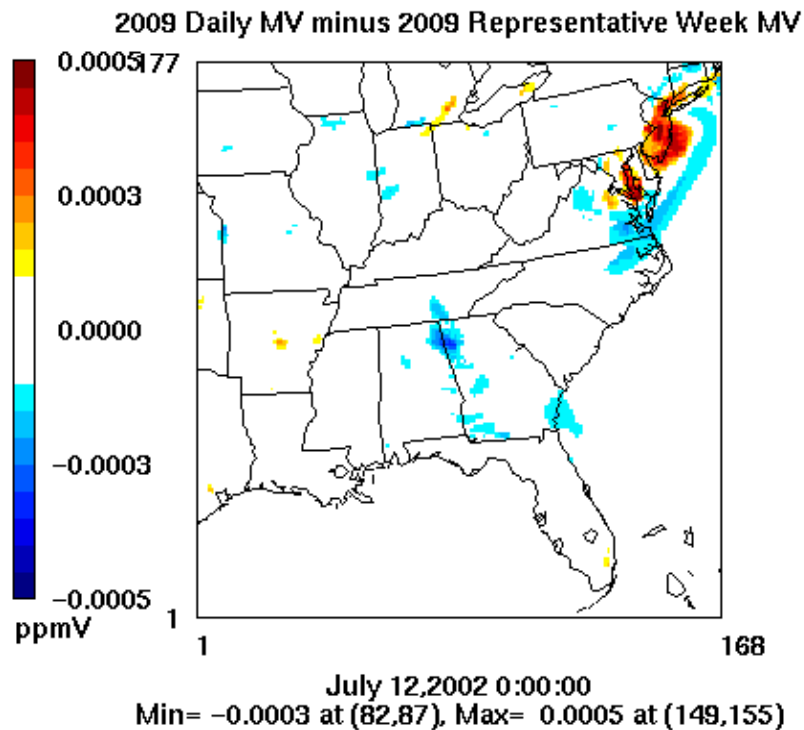 2009 Daily MV minus 2009 Representative Week MV
0.0005
177
0.0003
0.0000
−0.0003
−0.0005
1
ppmV
1
168
July 12,2002 0:00:00
Min= −0.0003 at (82,87), Max= 0.0005 at (149,155)